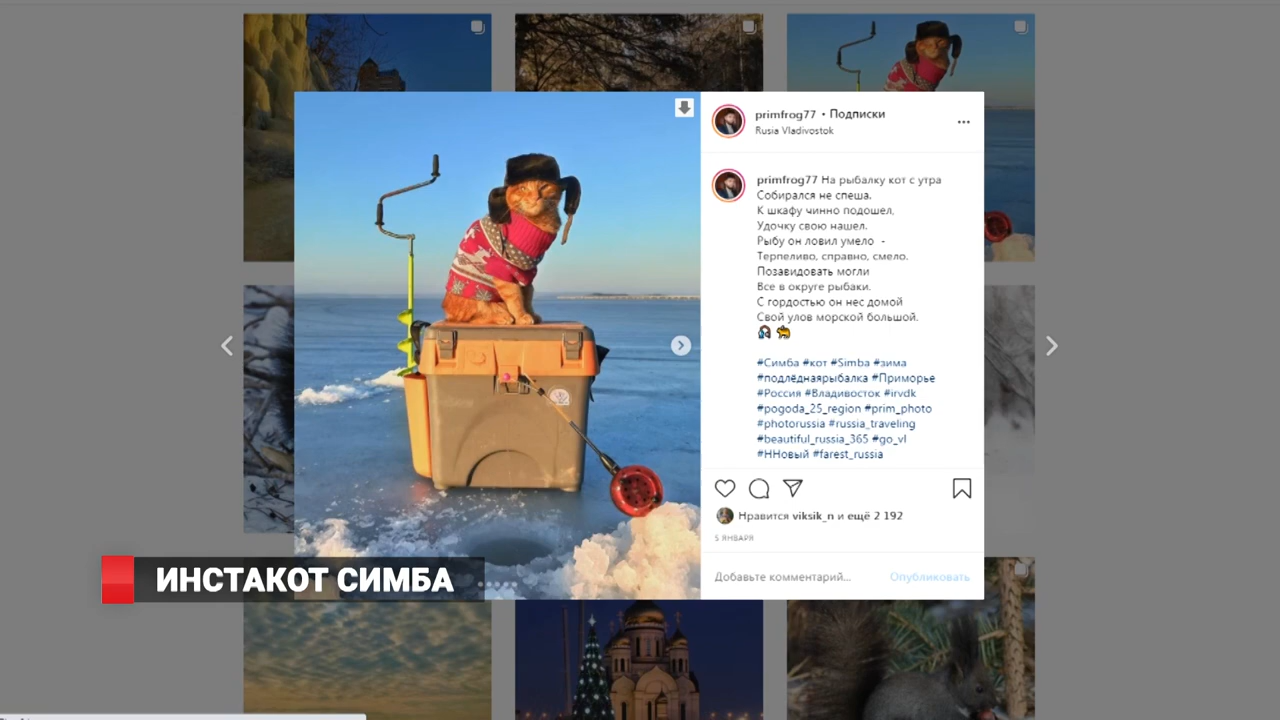 primfrog77 • Подписки
Rusia Vladivostok
primfrog77 На рыбалку кот с утра
Собирался не спеша.
К шкафу чинно подошел,
Удочку свою нашел.
Рыбу он ловил умело -
Терпеливо, справно, смело.
Позавидовать могли
Все в округе рыбаки.
С гордостью он нес домой
Свой улов морской большой.
#Симба #кот #Simba #зима
#подлёднаярыбалка #Приморье
#Россия #Владивосток #irvdk
#pogoda_25_region #prim_photo
#photorussia #russia_traveling
#beautiful_russia_365 #go_vl
#ННовый #farest_russia
Нравится viksik_n и ещё 2 192
5 ЯНВАРЯ
Добавьте комментарий... Опубликовать
ИНСТАКОТ СИМБА